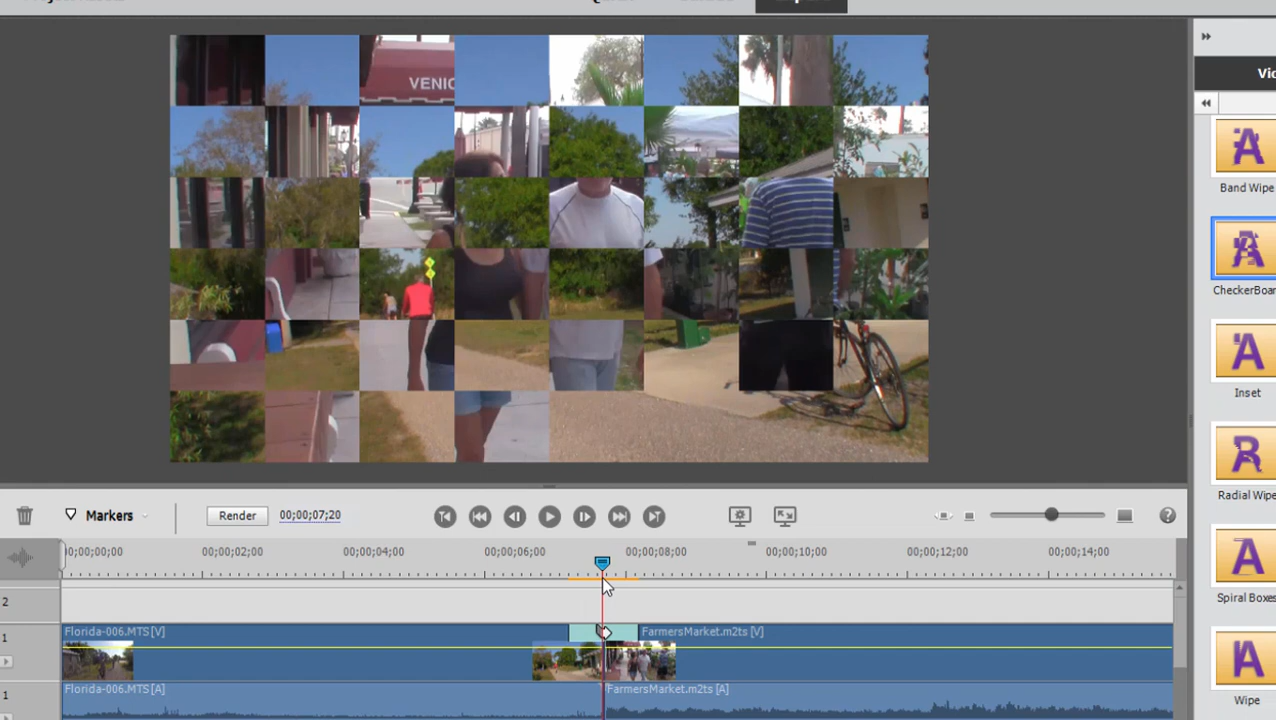 VENIC
Vic
Band Wipe
CheckerBoar
Inset
Radial Wipe
Spiral Boxes
Wipe
Markers
Render
00;00;07;20
0;00;00;00
00;00;02;00
00;00;04;00
00;00;06;00
00;00;08;00
00;00;10;00
00;00;12;00
00;00;14;00
2
1
Florida-006.MTS [V]
FarmersMarket.m2ts [V]
1
Florida-006.MTS [A]
FarmersMarket.m2ts [A]